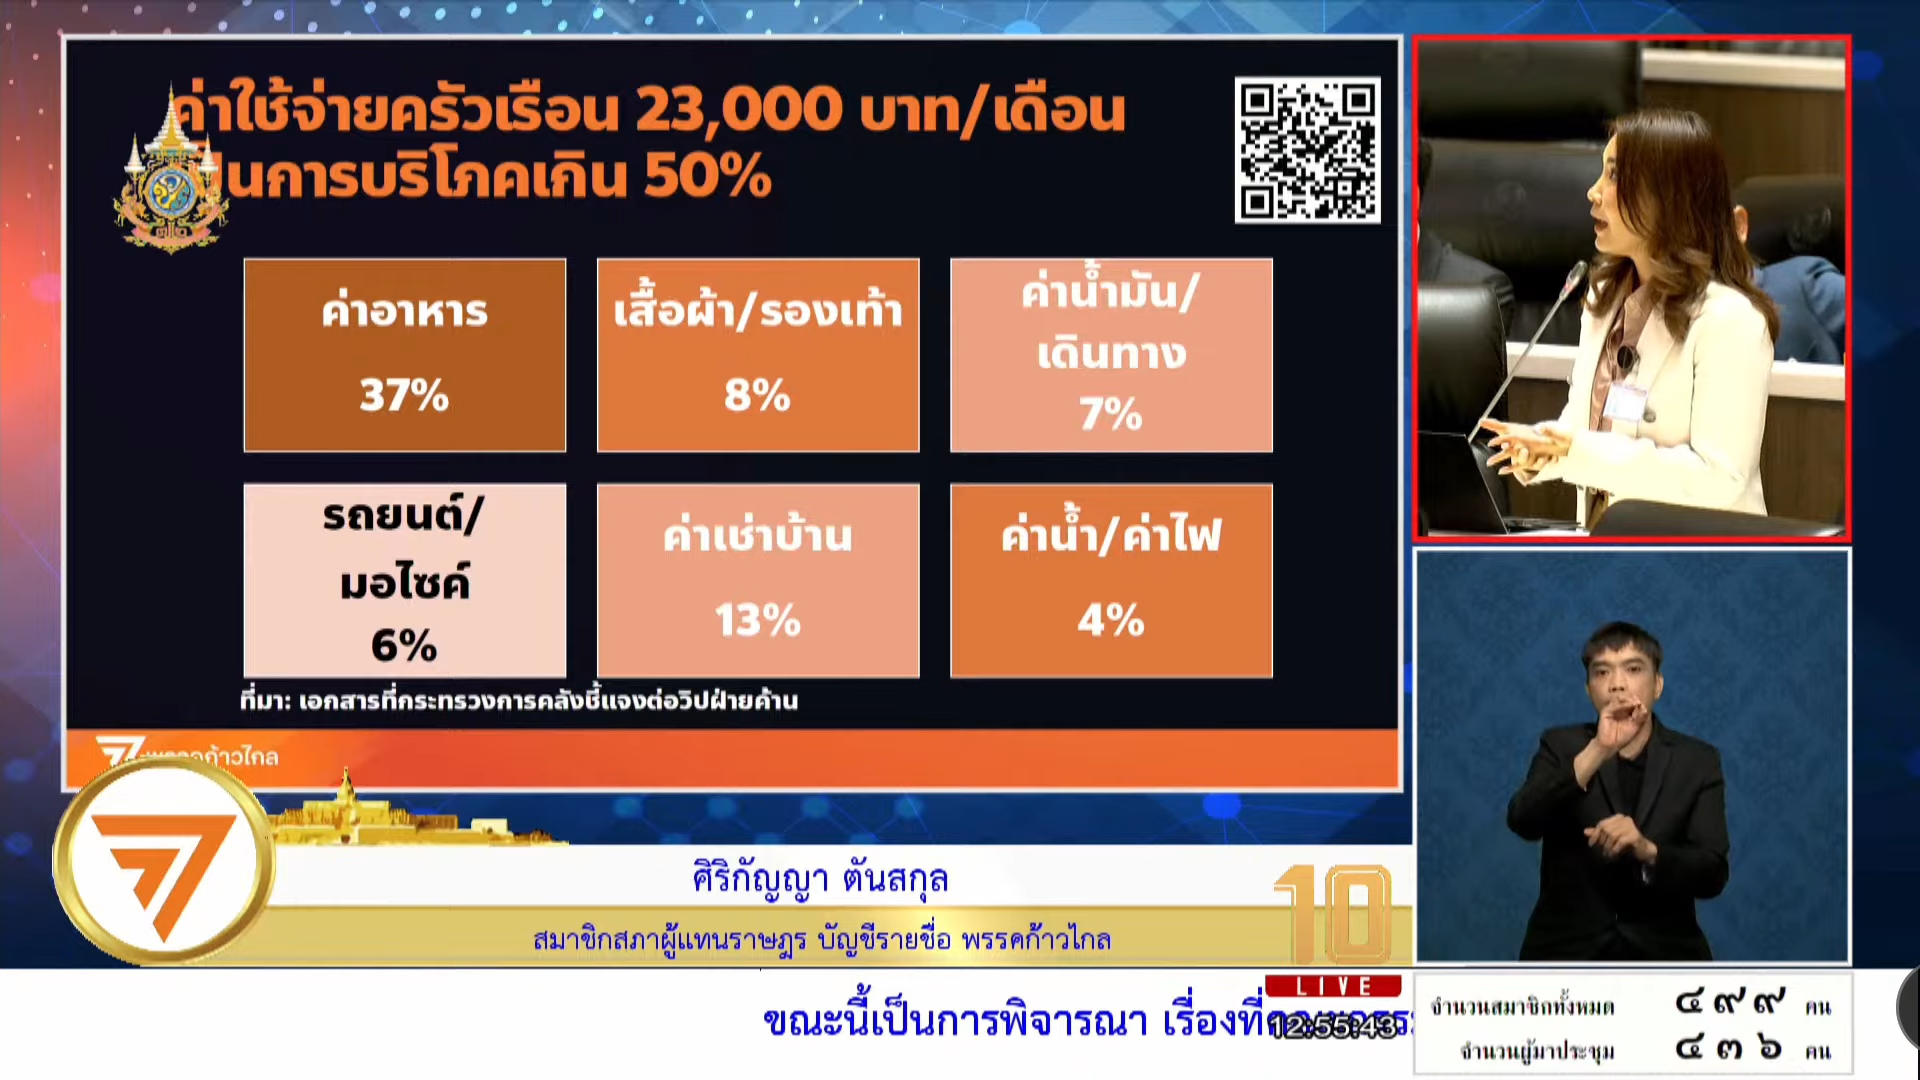 ค่าใช้จ่ายครัวเรือน 23,000 บาท/เดือน
เป็นการบริโภคเกิน 50%
ค่าอาหาร
37%
เสื้อผ้า/รองเท้า
8%
ค่าน้ำมัน/
เดินทาง
7%
รถยนต์/
มอไซค์
6%
ค่าเช่าบ้าน
13%
ค่าน้ำ/ค่าไฟ
4%
ที่มา: เอกสารที่กระทรวงการคลังชี้แจงต่อวิปฝ่ายค้าน
พรรคก้าวไกล
ศิริกัญญา ตันสกุล
สมาชิกสภาผู้แทนราษฎร บัญชีรายชื่อ พรรคก้าวไกล
10
LIVE
12:55:43
ขณะนี้เป็นการพิจารณา เรื่องที่
จำนวนสมาชิกทั้งหมด ๔๙๙ คน
จำนวนผู้มาประชุม ๔๓๖ คน